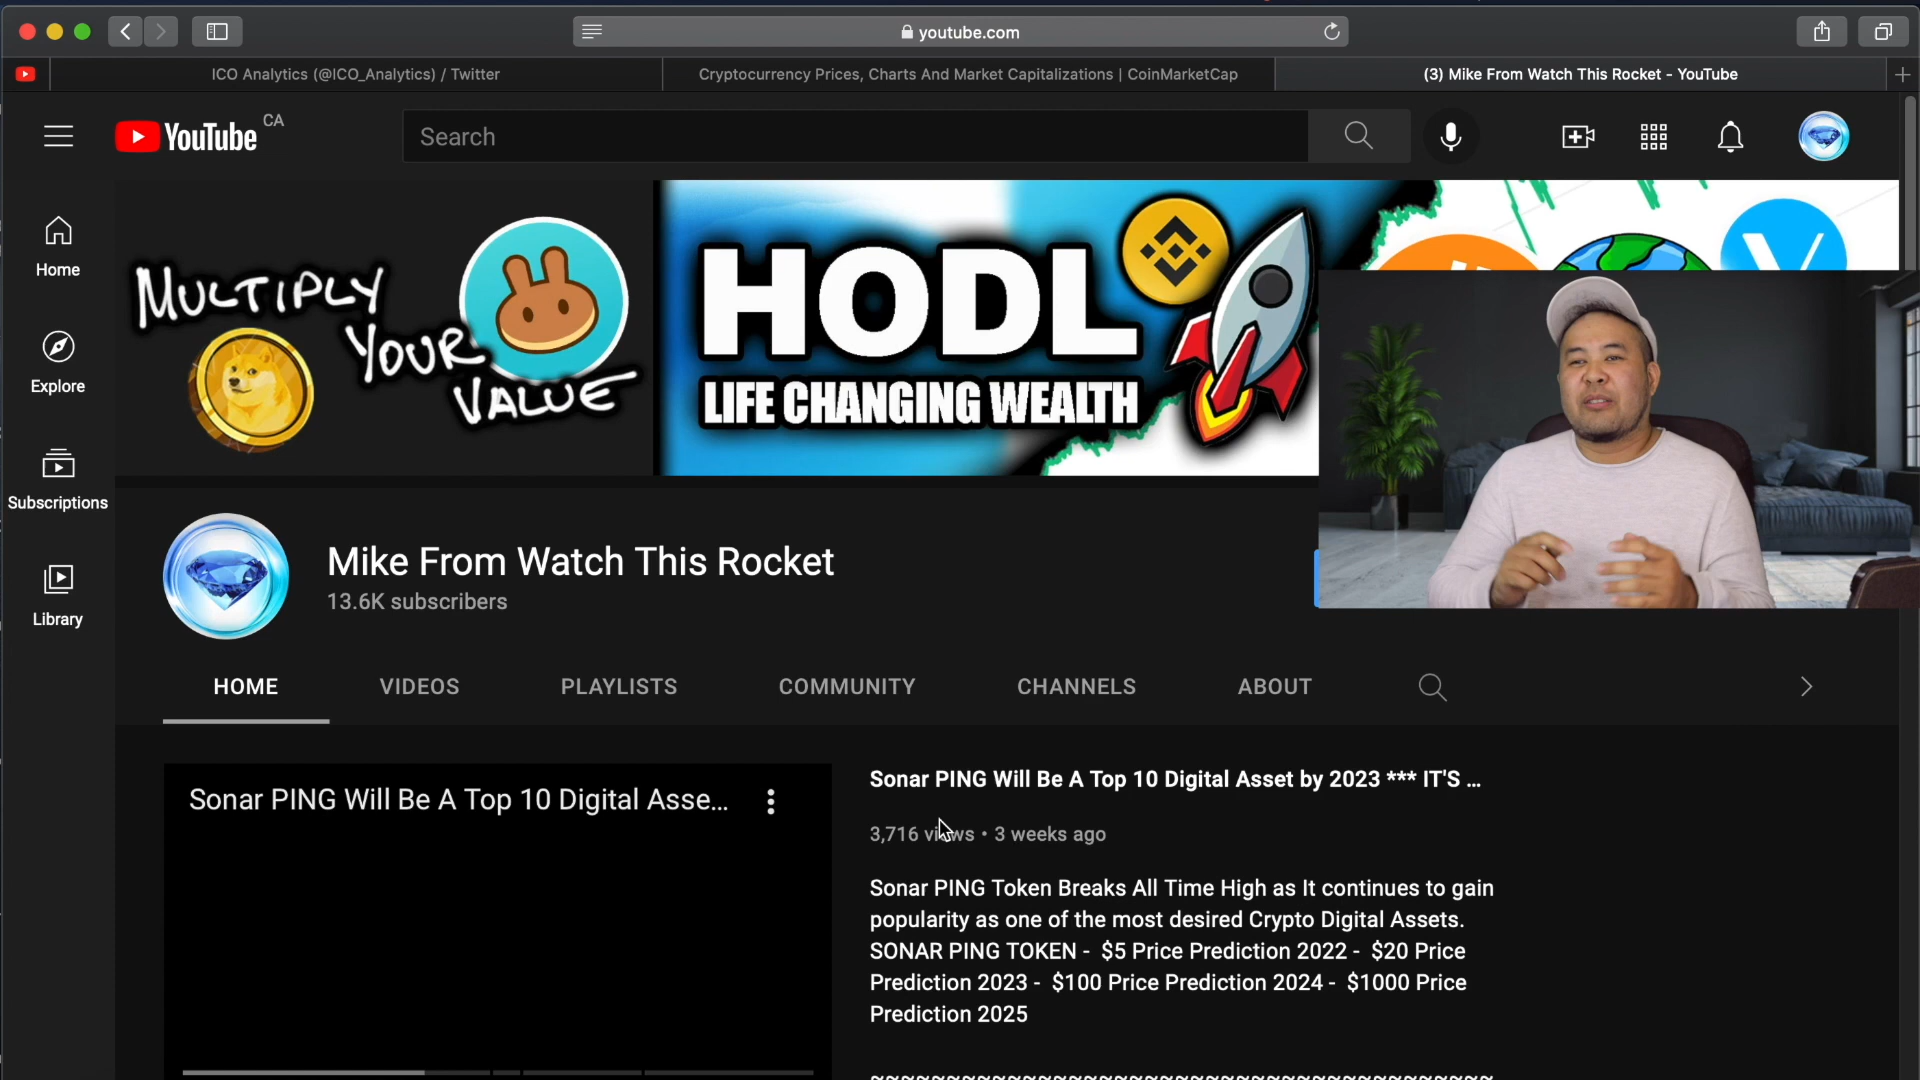 youtube.com
ICO Analytics (@ICO_Analytics) / Twitter
Cryptocurrency Prices, Charts And Market Capitalizations | CoinMarketCap
(3) Mike From Watch This Rocket - YouTube
YouTube CA
Search
Home
Explore
Subscriptions
Library
MULTIPLY
YOUR
VALUE
HODL
LIFE CHANGING WEALTH
Mike From Watch This Rocket
13.6K subscribers
HOME
VIDEOS
PLAYLISTS
COMMUNITY
CHANNELS
ABOUT
Sonar PING Will Be A Top 10 Digital Asse...
Sonar PING Will Be A Top 10 Digital Asset by 2023 *** IT'S ...
3,716 views • 3 weeks ago
Sonar PING Token Breaks All Time High as It continues to gain
popularity as one of the most desired Crypto Digital Assets.
SONAR PING TOKEN - $5 Price Prediction 2022 - $20 Price
Prediction 2023 - $100 Price Prediction 2024 - $1000 Price
Prediction 2025